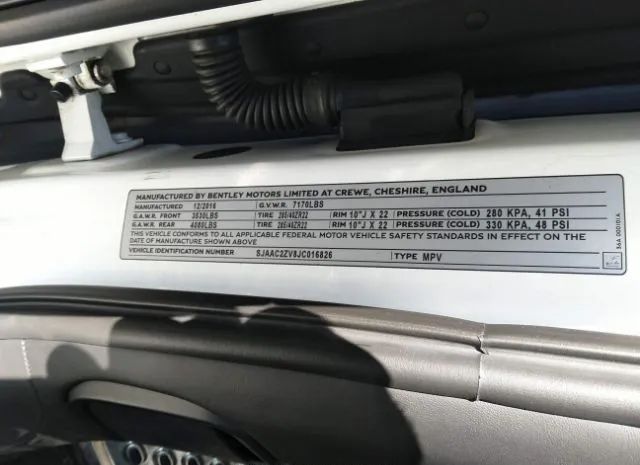 MANUFACTURED BY BENTLEY MOTORS LIMITED AT CREWE, CHESHIRE, ENGLAND
MANUFACTURED 12/2016 G.V.W.R. 7170LBS
G.A.W.R. FRONT 3530LBS TIRE 285/40ZR22 RIM 10"J X 22 PRESSURE (COLD) 280 KPA, 41 PSI
G.A.W.R. REAR 4080LBS TIRE 285/40ZR22 RIM 10"J X 22 PRESSURE (COLD) 330 KPA, 48 PSI
THIS VEHICLE CONFORMS TO ALL APPLICABLE FEDERAL MOTOR VEHICLE SAFETY STANDARDS IN EFFECT ON THE
DATE OF MANUFACTURE SHOWN ABOVE.
VEHICLE IDENTIFICATION NUMBER SJAAC2ZV8JC016826 TYPE MPV
36A 000101A